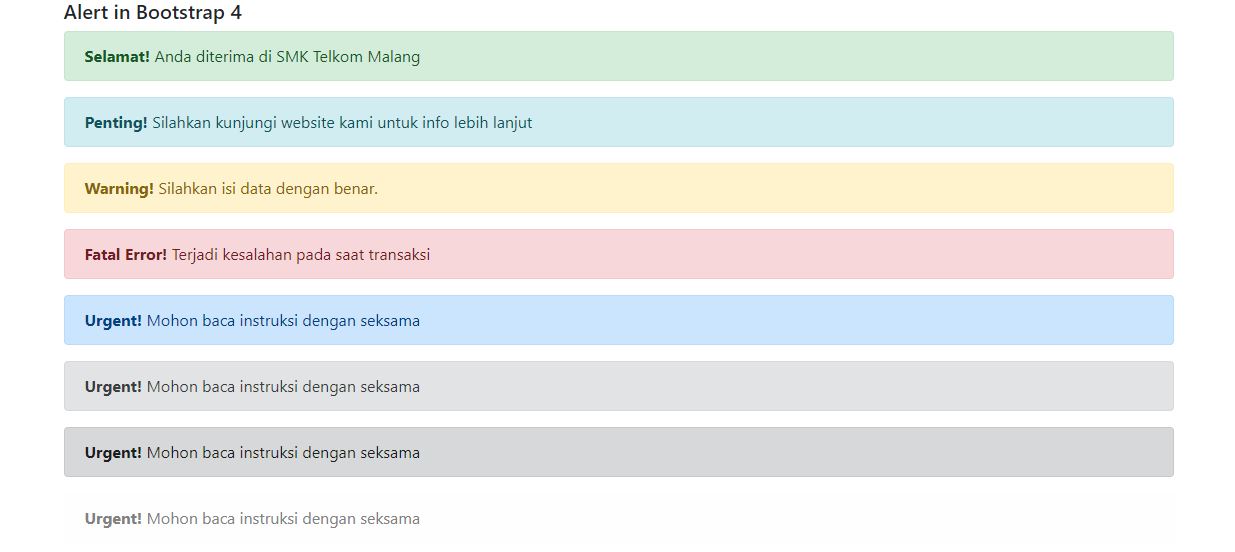 Alert in Bootstrap 4
Selamat! Anda diterima di SMK Telkom Malang
Penting! Silahkan kunjungi website kami untuk info lebih lanjut
Warning! Silahkan isi data dengan benar.
Fatal Error! Terjadi kesalahan pada saat transaksi
Urgent! Mohon baca instruksi dengan seksama
Urgent! Mohon baca instruksi dengan seksama
Urgent! Mohon baca instruksi dengan seksama
Urgent! Mohon baca instruksi dengan seksama